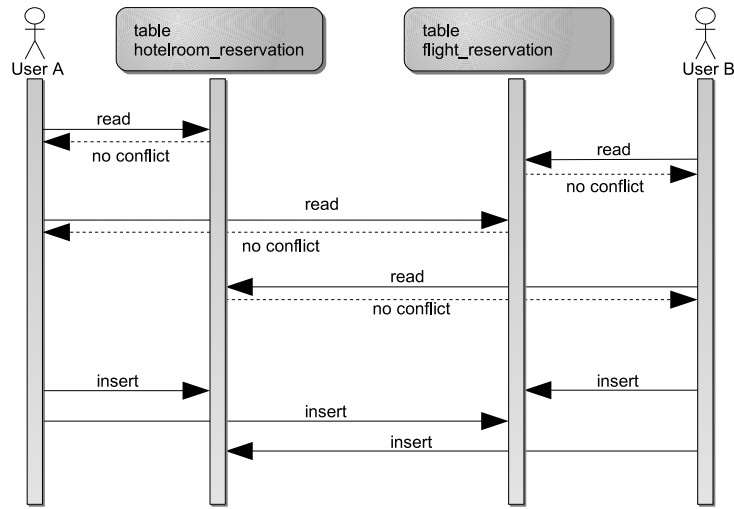 table
hotelroom_reservation
table
flight_reservation
User A
User B
read
no conflict
read
no conflict
read
no conflict
read
no conflict
insert
insert
insert
insert